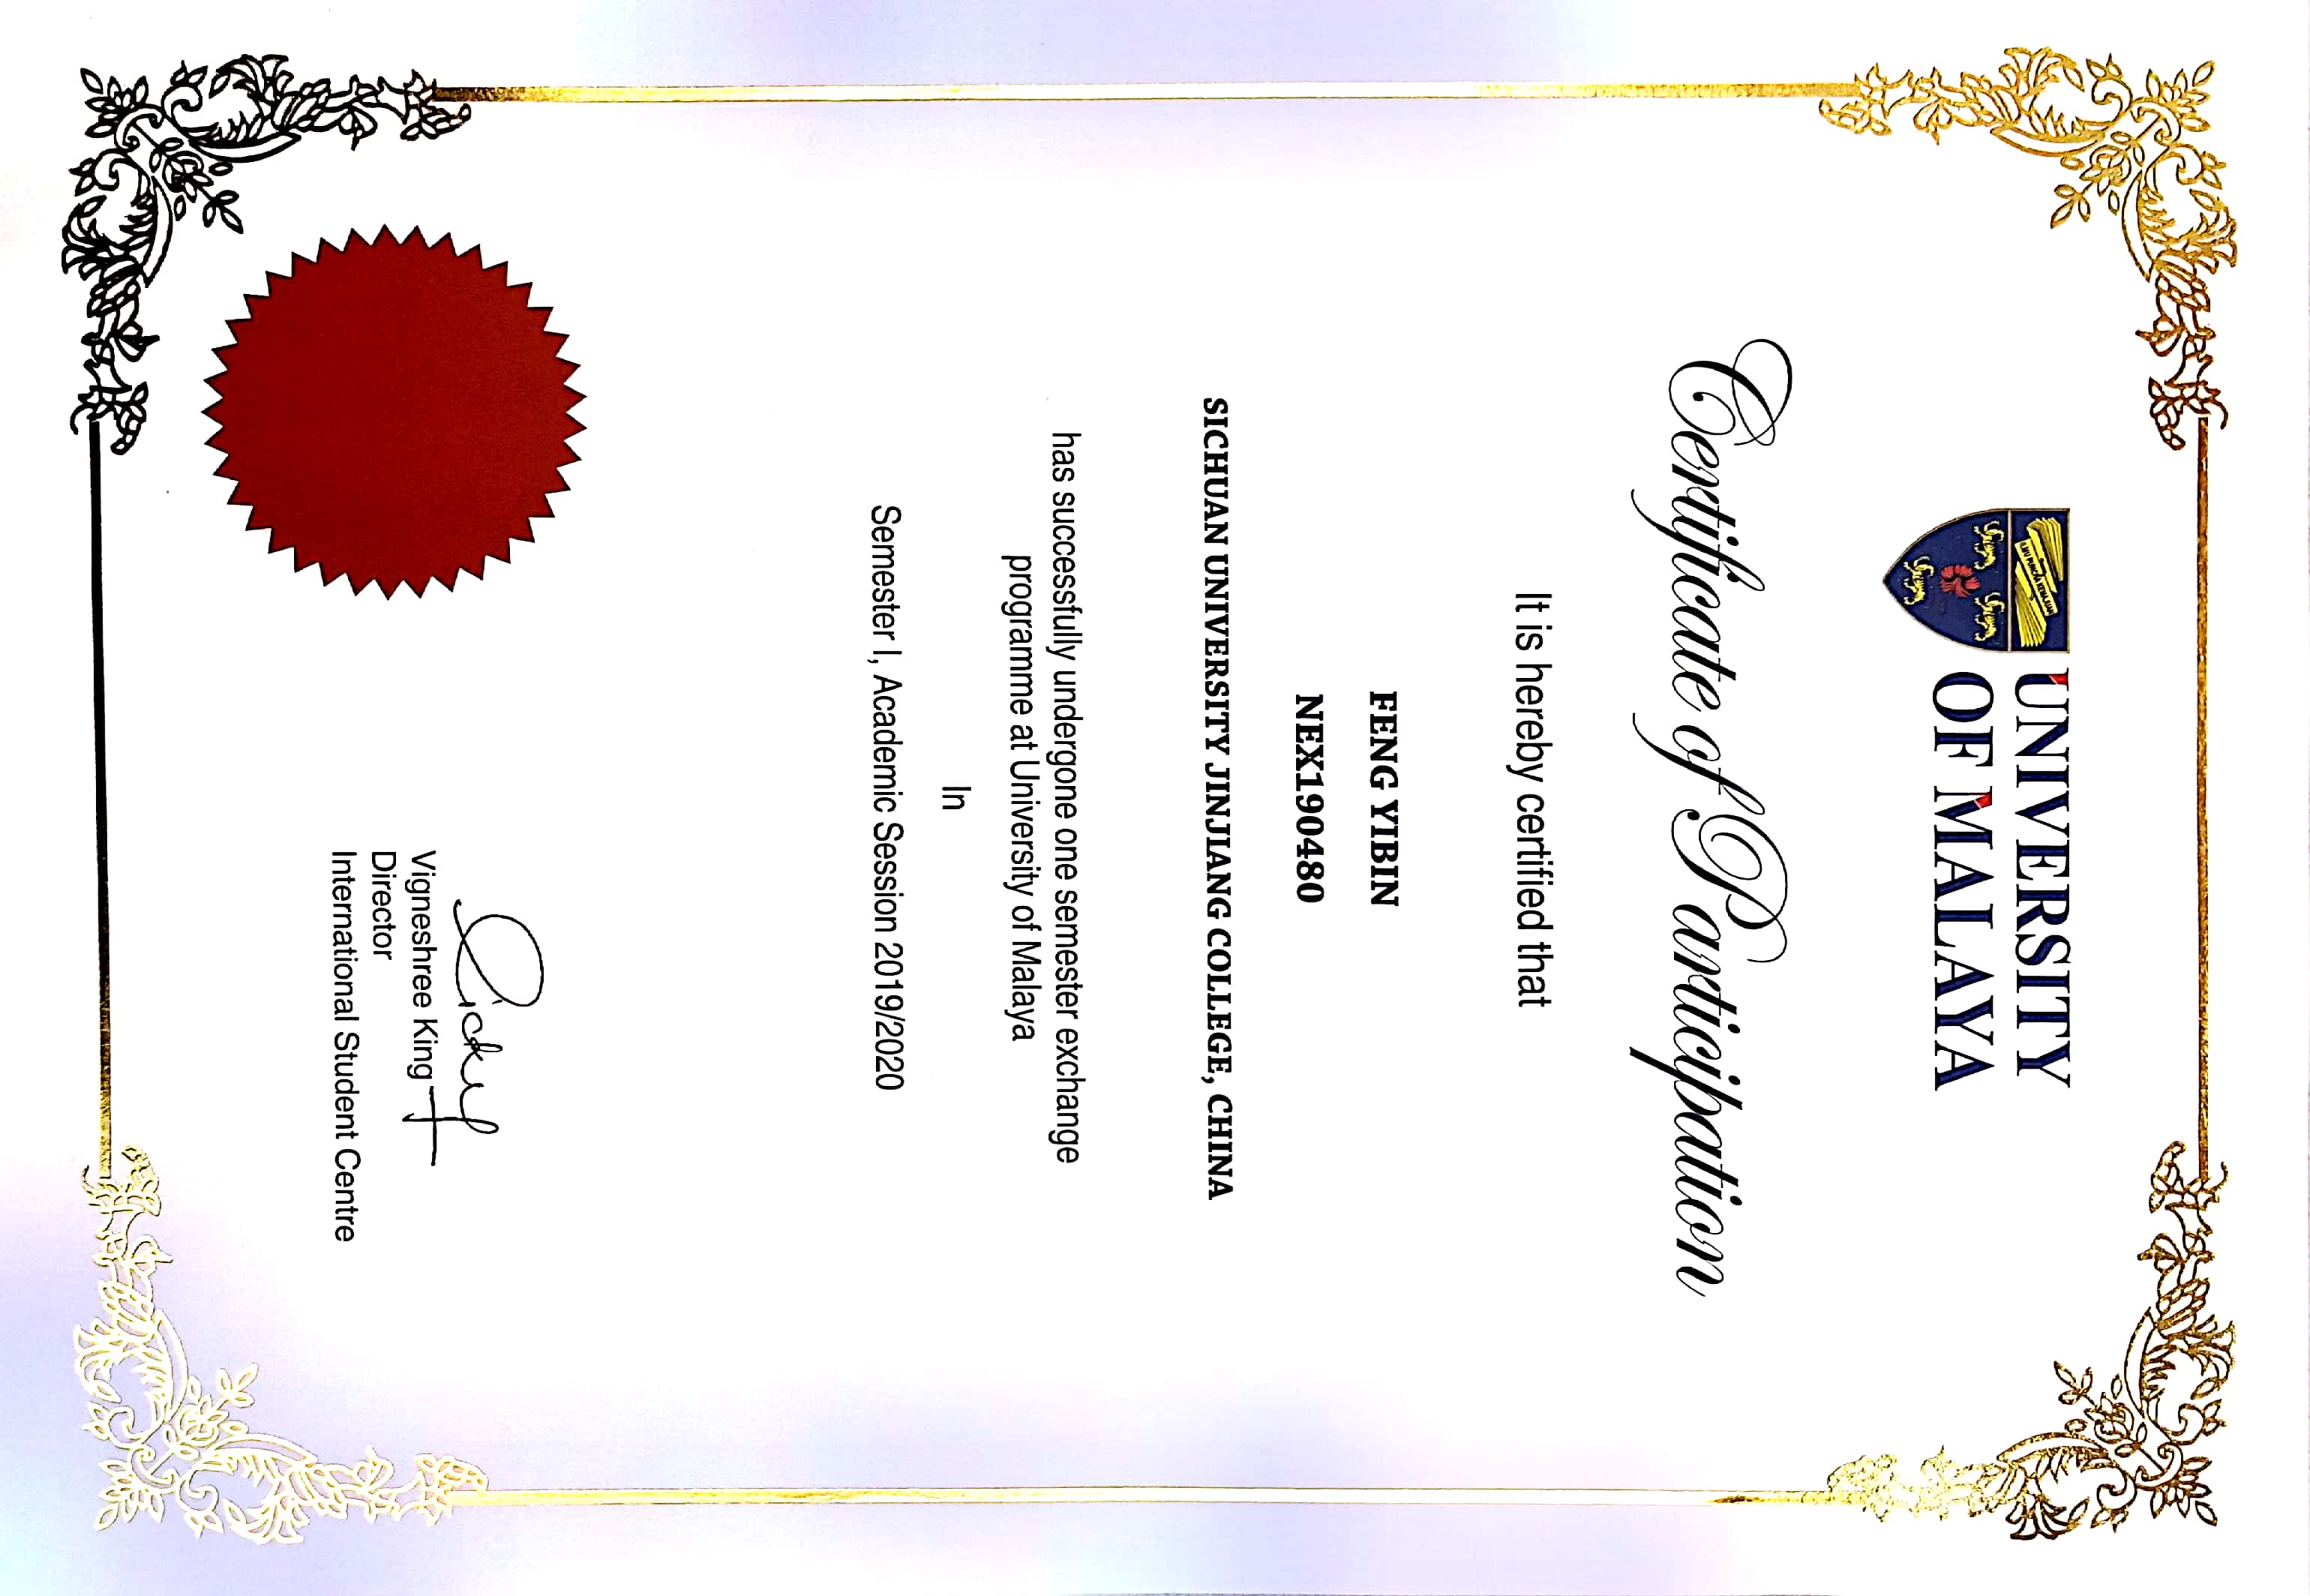 ILMU PUNCHA KEMAJUAN
UNIVERSITY
OF MALAYA
Certificate of Participation
It is hereby certified that
FENG YIBIN
NEX190480
SICHUAN UNIVERSITY JINJIANG COLLEGE, CHINA
has successfully undergone one semester exchange
programme at University of Malaya
In
Semester I, Academic Session 2019/2020
Vicky
Vigneshree King
Director
International Student Centre